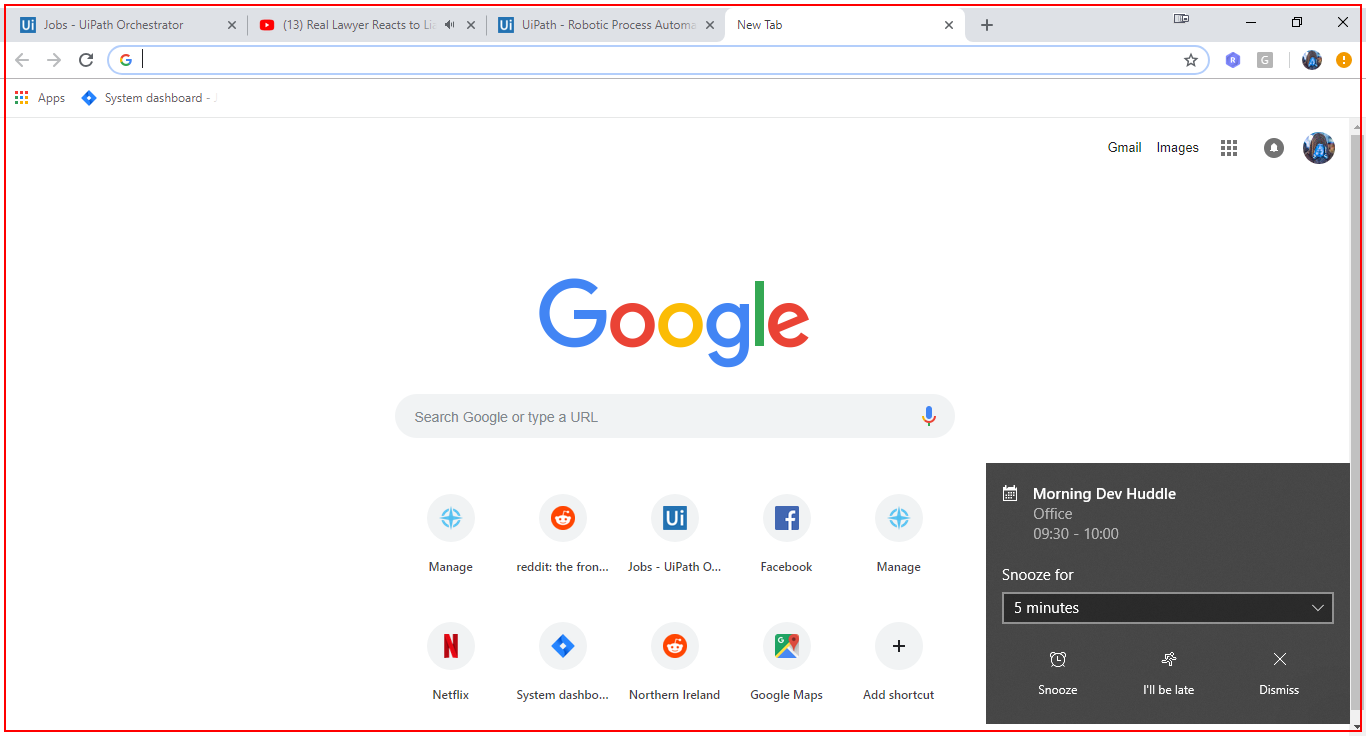 Jobs - UiPath Orchestrator
(13) Real Lawyer Reacts to Lia
UiPath - Robotic Process Automa
New Tab
G
Apps
System dashboard -
Gmail
Images
Google
Search Google or type a URL
Manage
reddit: the fron...
Jobs - UiPath O...
Facebook
Manage
Netflix
System dashbo...
Northern Ireland
Google Maps
Add shortcut
Morning Dev Huddle
Office
09:30 - 10:00
Snooze for
5 minutes
Snooze
I'll be late
Dismiss